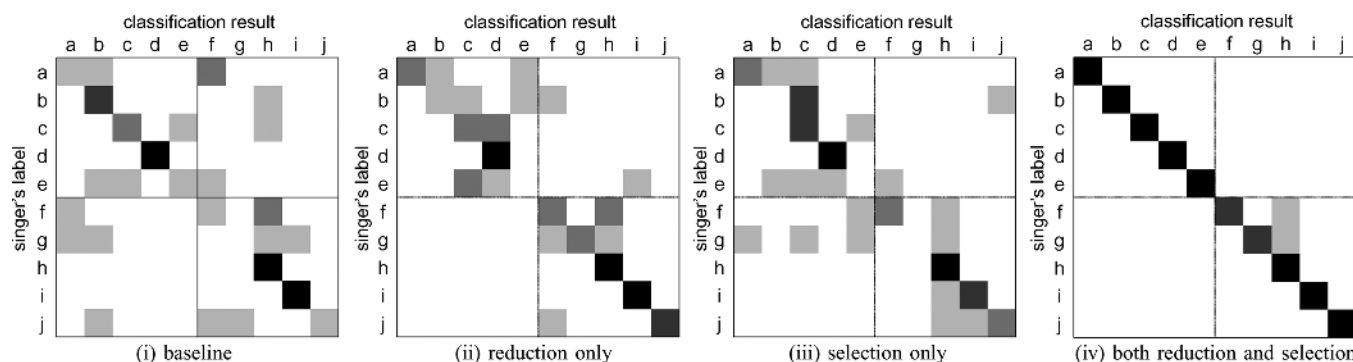 classification result
a b c d e f g h i j
singer's label
a
b
c
d
e
f
g
h
i
j
(i) baseline
classification result
a b c d e f g h i j
singer's label
a
b
c
d
e
f
g
h
i
j
(ii) reduction only
classification result
a b c d e f g h i j
singer's label
a
b
c
d
e
f
g
h
i
j
(iii) selection only
classification result
a b c d e f g h i j
singer's label
a
b
c
d
e
f
g
h
i
j
(iv) both reduction and selection